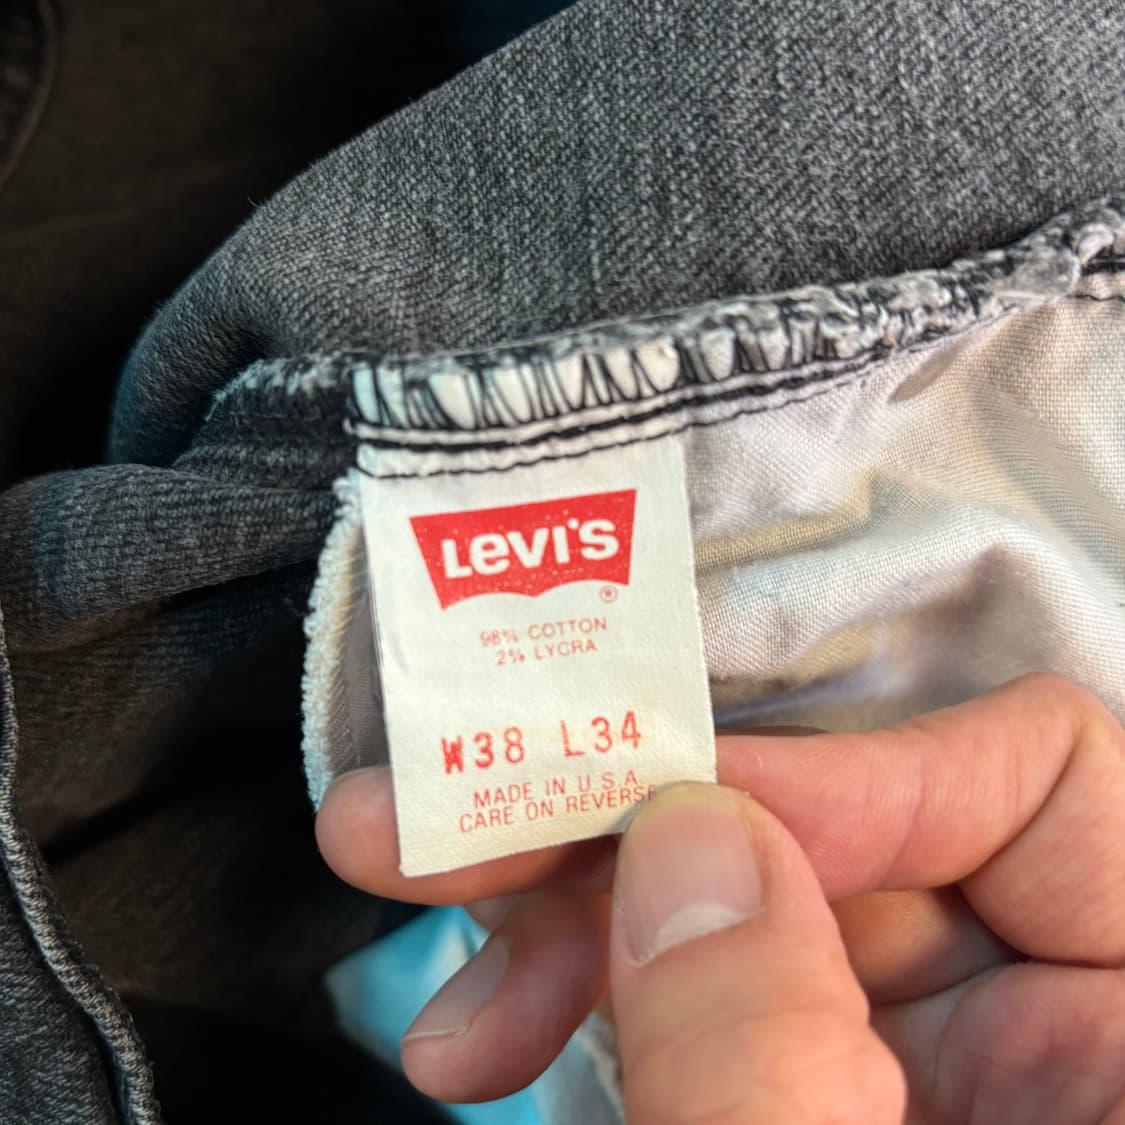 Levi's
®
98% COTTON
2% LYCRA
W38 L34
MADE IN U.S.A.
CARE ON REVERSE